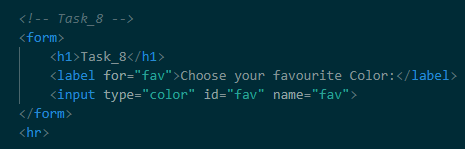 <!-- Task_8 -->
<form>
<h1>Task_8</h1>
<label for="fav">Choose your favourite Color:</label>
<input type="color" id="fav" name="fav">
</form>
<hr>